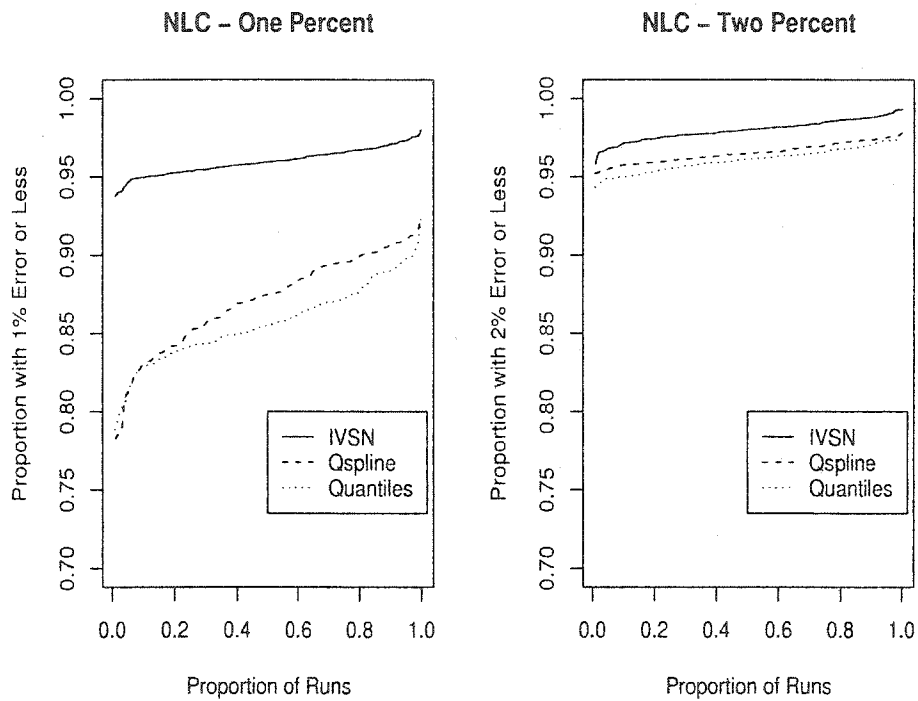 NLC – One Percent
Proportion with 1% Error or Less
1.00
0.95
0.90
0.85
0.80
0.75
0.70
IVSN
Qspline
Quantiles
0.0 0.2 0.4 0.6 0.8 1.0
Proportion of Runs
NLC – Two Percent
Proportion with 2% Error or Less
1.00
0.95
0.90
0.85
0.80
0.75
0.70
IVSN
Qspline
Quantiles
0.0 0.2 0.4 0.6 0.8 1.0
Proportion of Runs